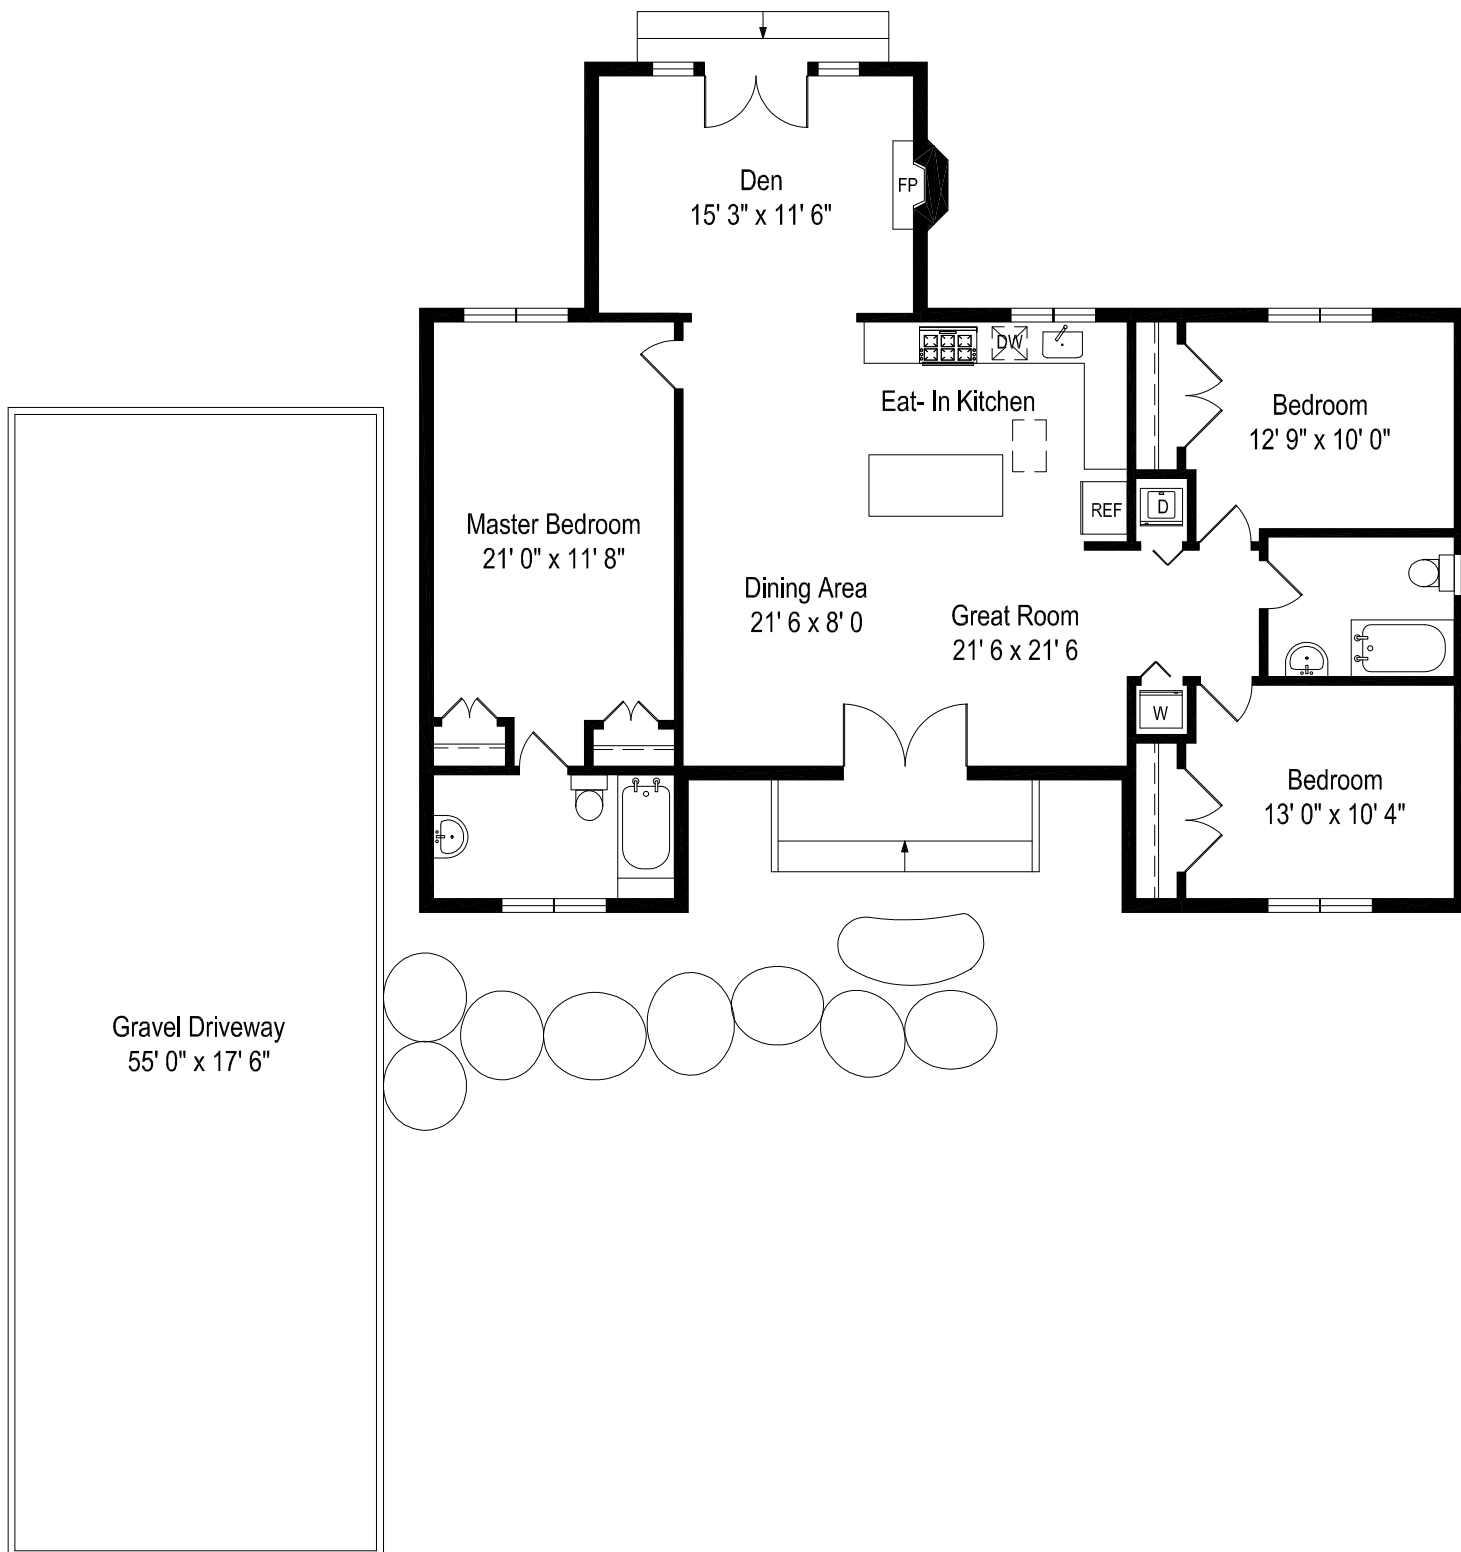 Den
15' 3" x 11' 6"
FP
DW
Eat- In Kitchen
Bedroom
12' 9" x 10' 0"
REF
D
Master Bedroom
21' 0" x 11' 8"
Dining Area
21' 6 x 8' 0
Great Room
21' 6 x 21' 6
W
Bedroom
13' 0" x 10' 4"
Gravel Driveway
55' 0" x 17' 6"